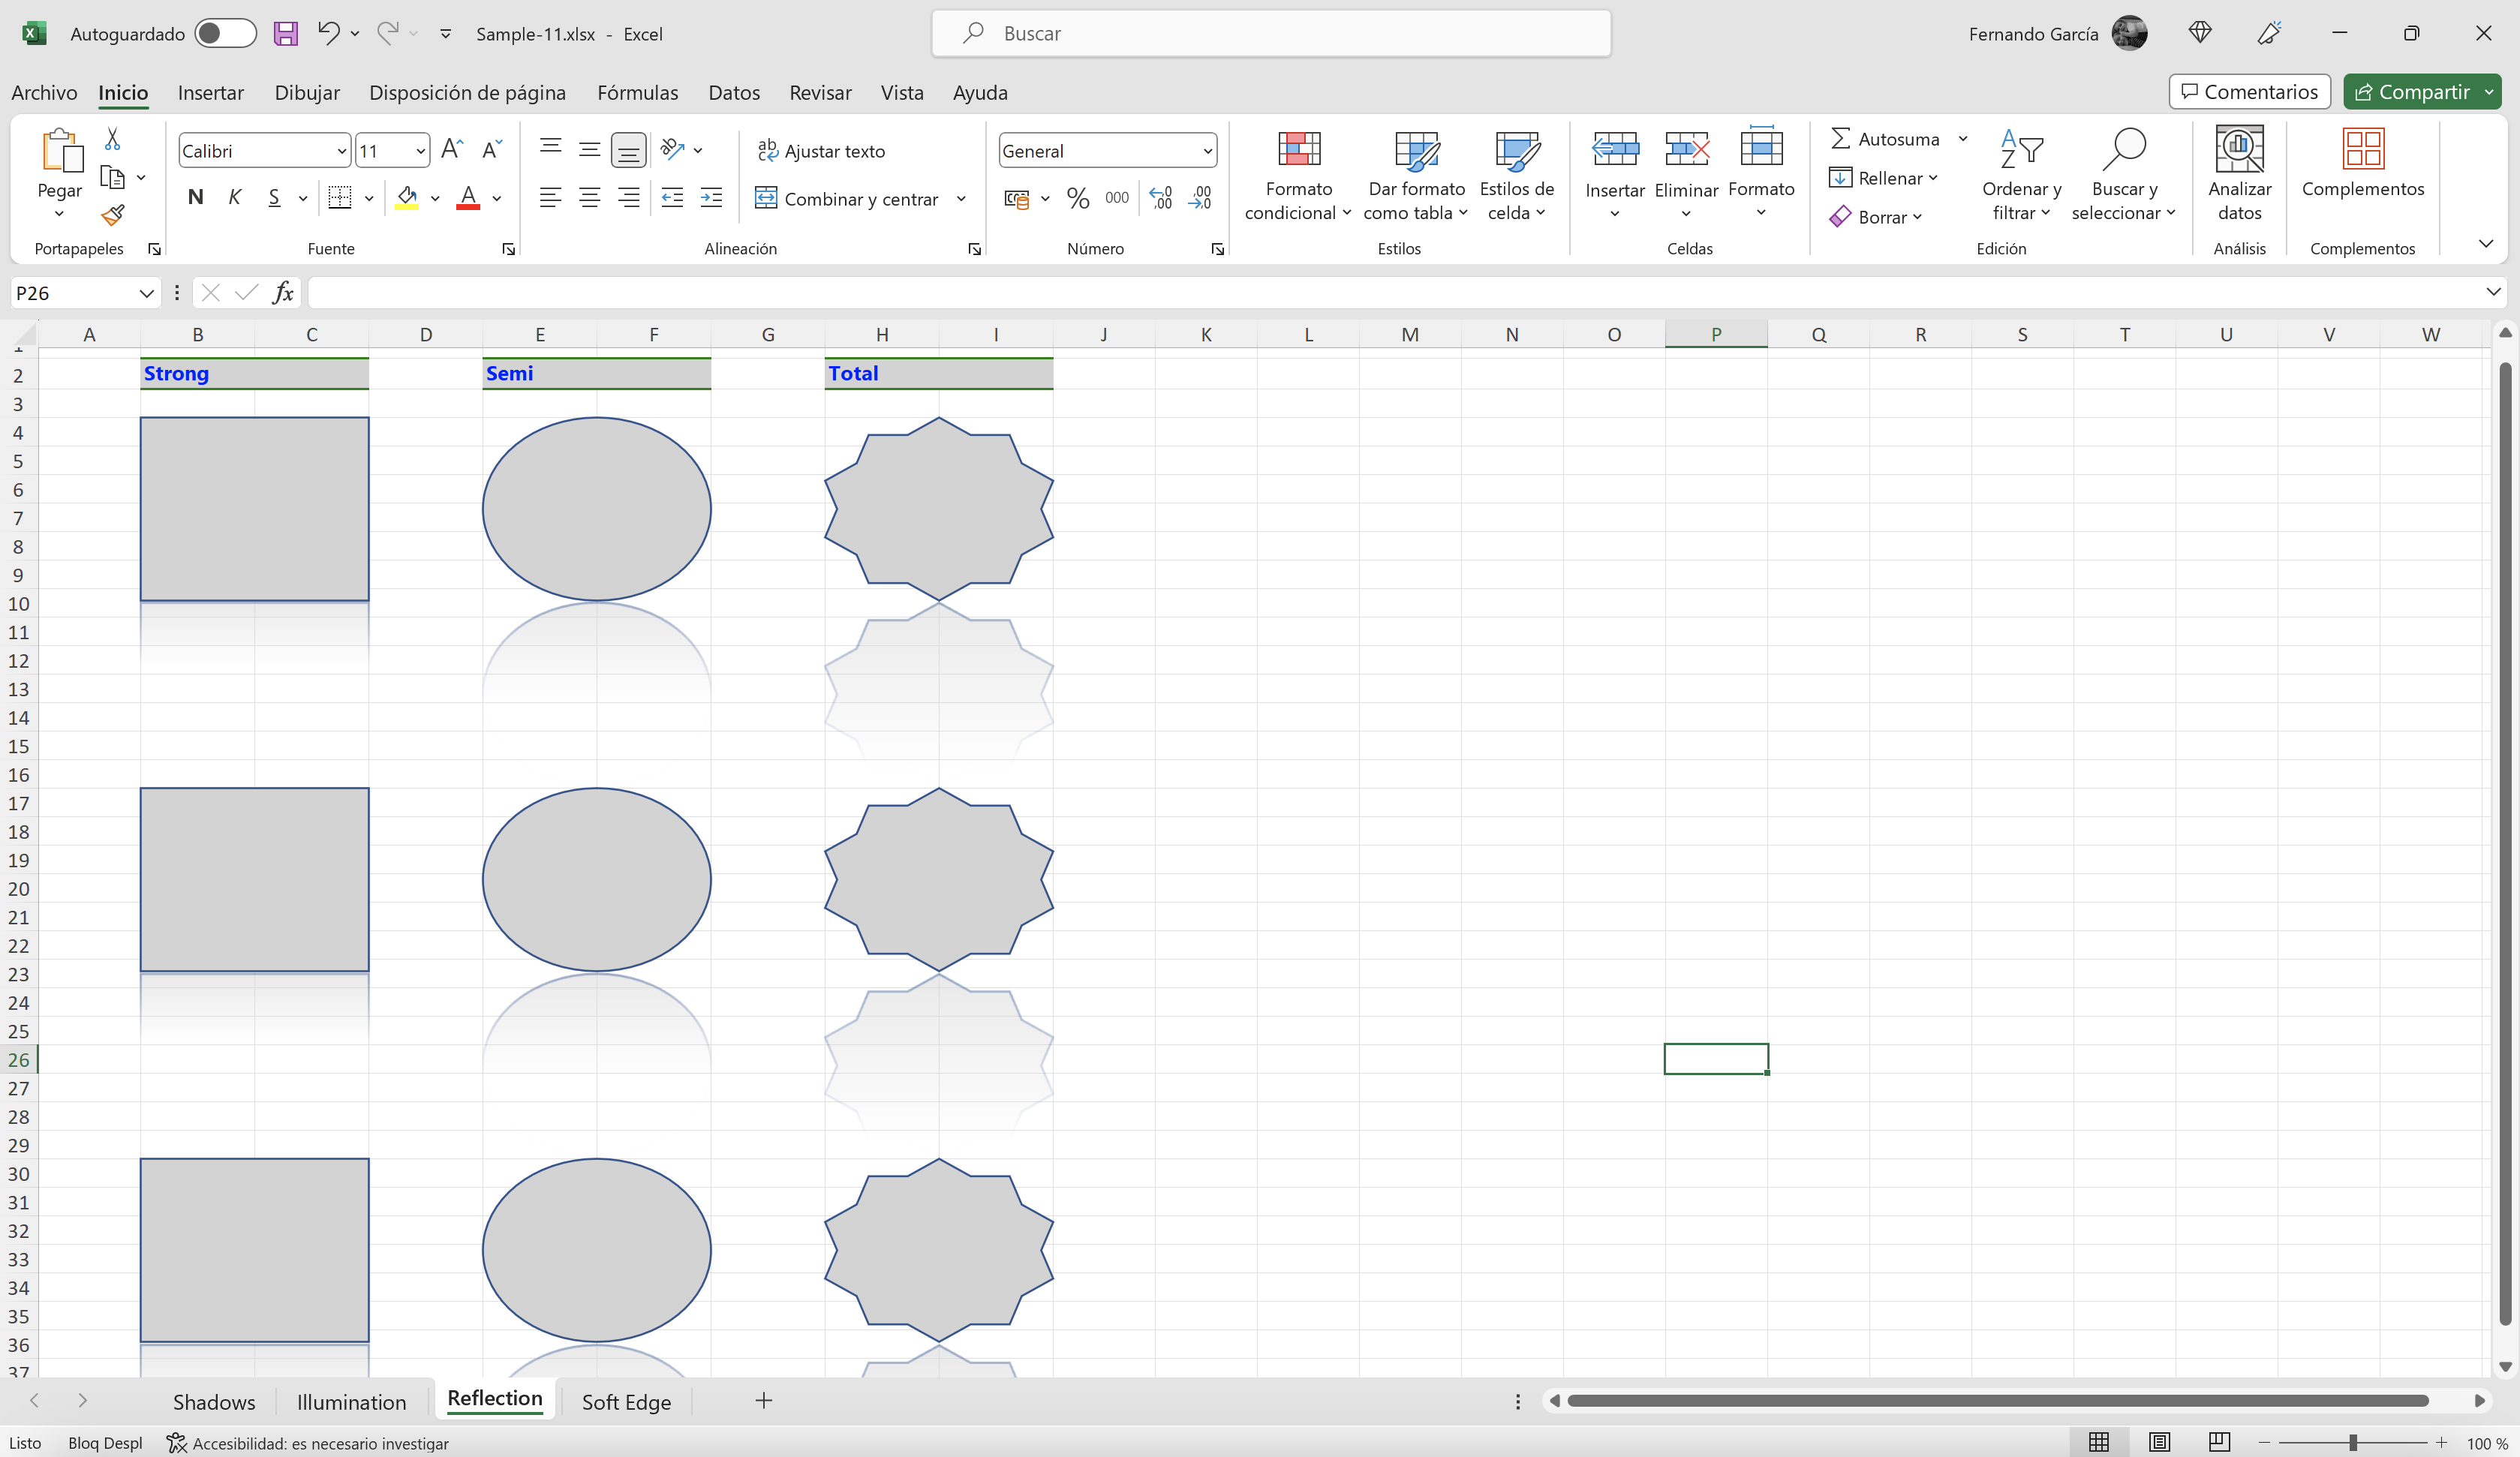 Autoguardado Sample-11.xlsx - Excel Buscar Fernando García
Archivo Inicio Insertar Dibujar Disposición de página Fórmulas Datos Revisar Vista Ayuda Comentarios Compartir
Pegar
Portapapeles
Calibri 11
N K S
Fuente
Ajustar texto
Combinar y centrar
Alineación
General
% 000
Número
Formato condicional
Dar formato como tabla
Estilos de celda
Estilos
Insertar Eliminar Formato
Celdas
Autosuma
Rellenar
Borrar
Ordenar y filtrar
Buscar y seleccionar
Edición
Analizar datos
Análisis
Complementos
Complementos
P26 fx
A B C D E F G H I J K L M N O P Q R S T U V W
1
2 Strong Semi Total
3
4
5
6
7
8
9
10
11
12
13
14
15
16
17
18
19
20
21
22
23
24
25
26
27
28
29
30
31
32
33
34
35
36
37
Shadows Illumination Reflection Soft Edge
Listo Bloq Despl Accesibilidad: es necesario investigar 100 %